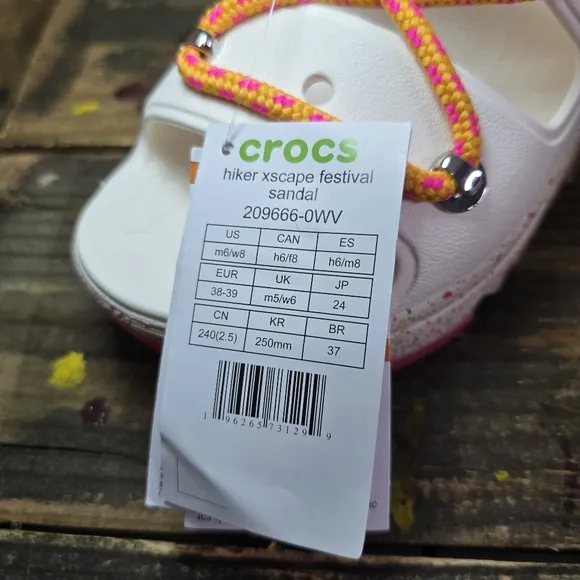 crocs
hiker xscape festival
sandal
209666-0WV
US CAN ES
m6/w8 h6/f8 h6/m8
EUR UK JP
38-39 m5/w6 24
CN KR BR
240(2.5) 250mm 37
1 96265 73129 9